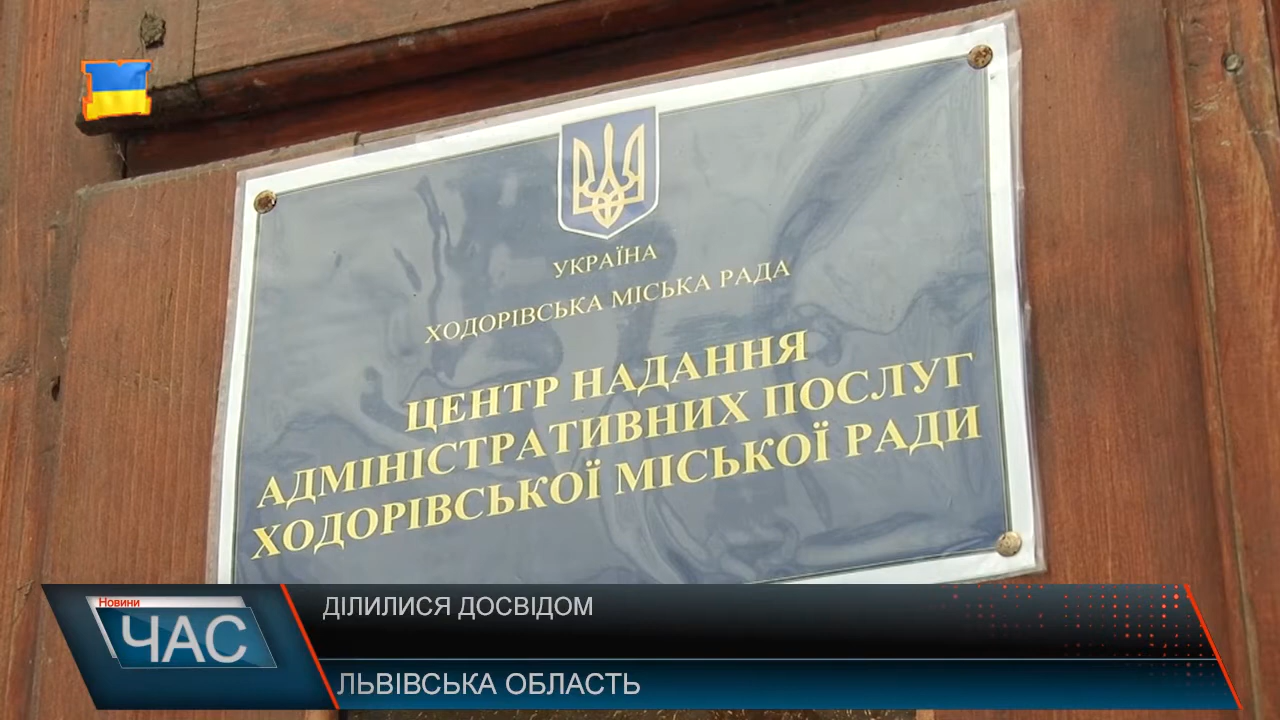 УКРАЇНА
ХОДОРІВСЬКА МІСЬКА РАДА
ЦЕНТР НАДАННЯ
АДМІНІСТРАТИВНИХ ПОСЛУГ
ХОДОРІВСЬКОЇ МІСЬКОЇ РАДИ
Новини
ЧАС
ДІЛИЛИСЯ ДОСВІДОМ
ЛЬВІВСЬКА ОБЛАСТЬ